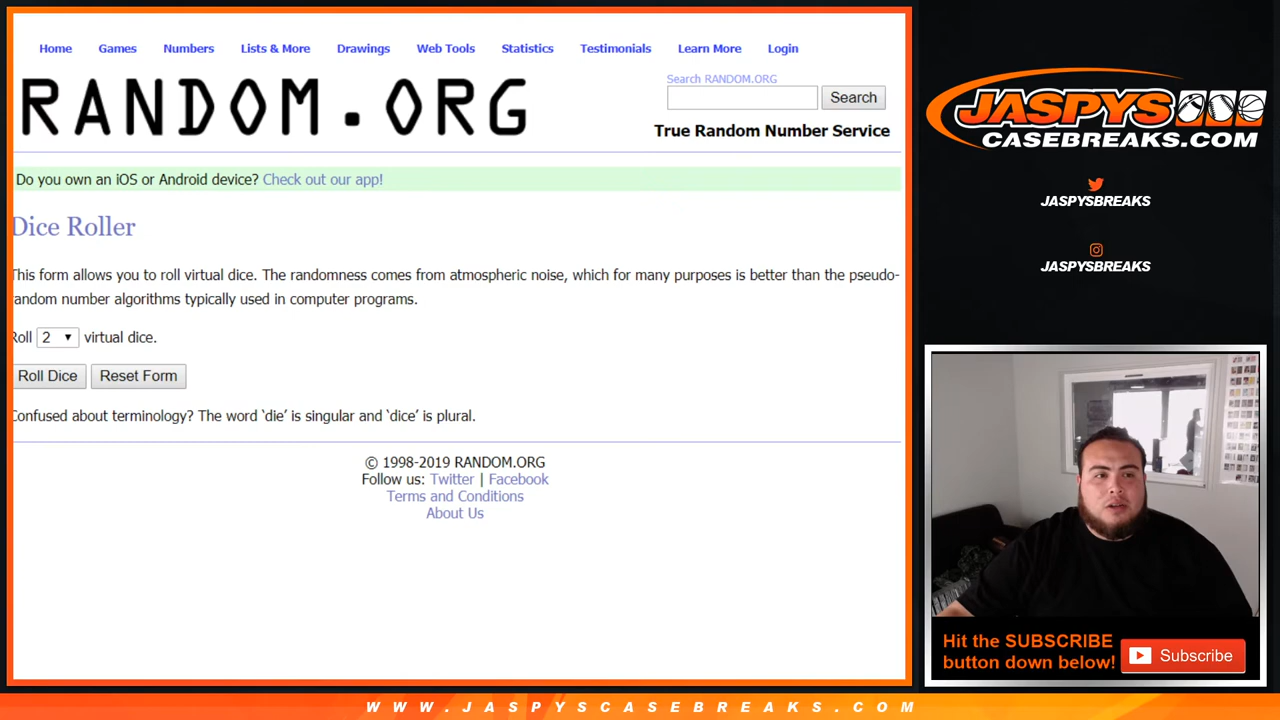 Home Games Numbers Lists & More Drawings Web Tools Statistics Testimonials Learn More Login
RANDOM.ORG
Search RANDOM.ORG
Search
True Random Number Service
Do you own an iOS or Android device? Check out our app!
Dice Roller
This form allows you to roll virtual dice. The randomness comes from atmospheric noise, which for many purposes is better than the pseudo-
random number algorithms typically used in computer programs.
Roll 2 virtual dice.
Roll Dice Reset Form
Confused about terminology? The word ‘die’ is singular and ‘dice’ is plural.
© 1998-2019 RANDOM.ORG
Follow us: Twitter | Facebook
Terms and Conditions
About Us
JASPYS
CASEBREAKS.COM
JASPYSBREAKS
JASPYSBREAKS
Hit the SUBSCRIBE
button down below!
Subscribe
WWW.JASPYSCASEBREAKS.COM